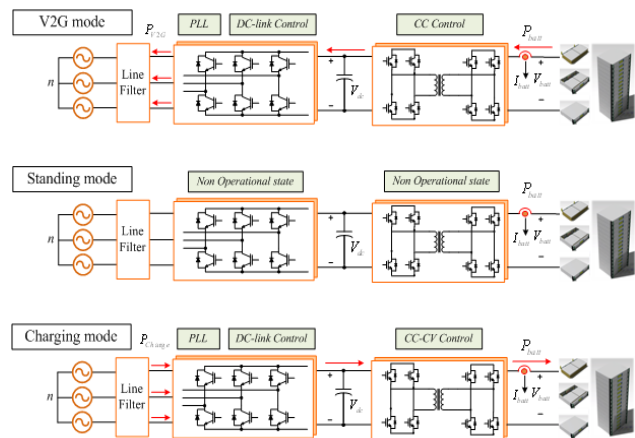 V2G mode
P_V2G
PLL
DC-link Control
CC Control
P_batt
n
Line
Filter
+
-
V_dc
I_batt
V_batt
+
-
Standing mode
Non Operational state
Non Operational state
P_batt
n
Line
Filter
+
-
V_dc
I_batt
V_batt
+
-
Charging mode
P_Charge
PLL
DC-link Control
CC-CV Control
P_batt
n
Line
Filter
+
-
V_dc
I_batt
V_batt
+
-